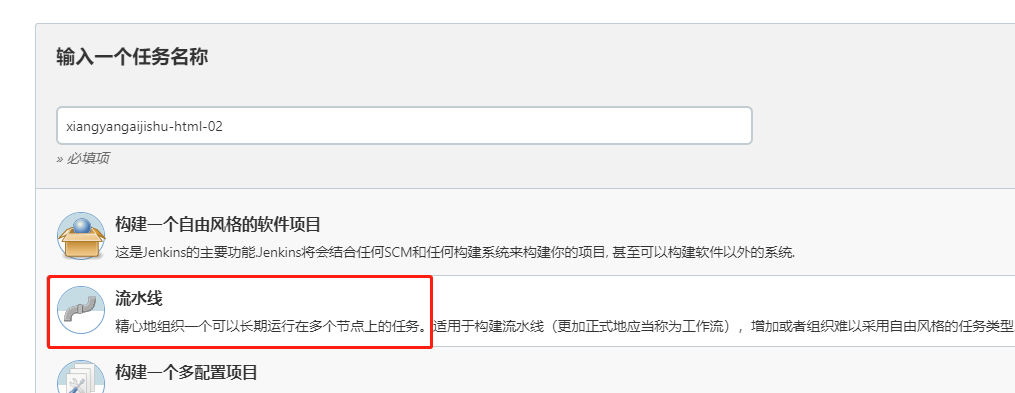 输入一个任务名称
xiangyangaijishu-html-02
» 必填项
构建一个自由风格的软件项目
这是Jenkins的主要功能.Jenkins将会结合任何SCM和任何构建系统来构建你的项目, 甚至可以构建软件以外的系统.
流水线
精心地组织一个可以长期运行在多个节点上的任务。适用于构建流水线（更加正式地应当称为工作流），增加或者组织难以采用自由风格的任务类型
构建一个多配置项目